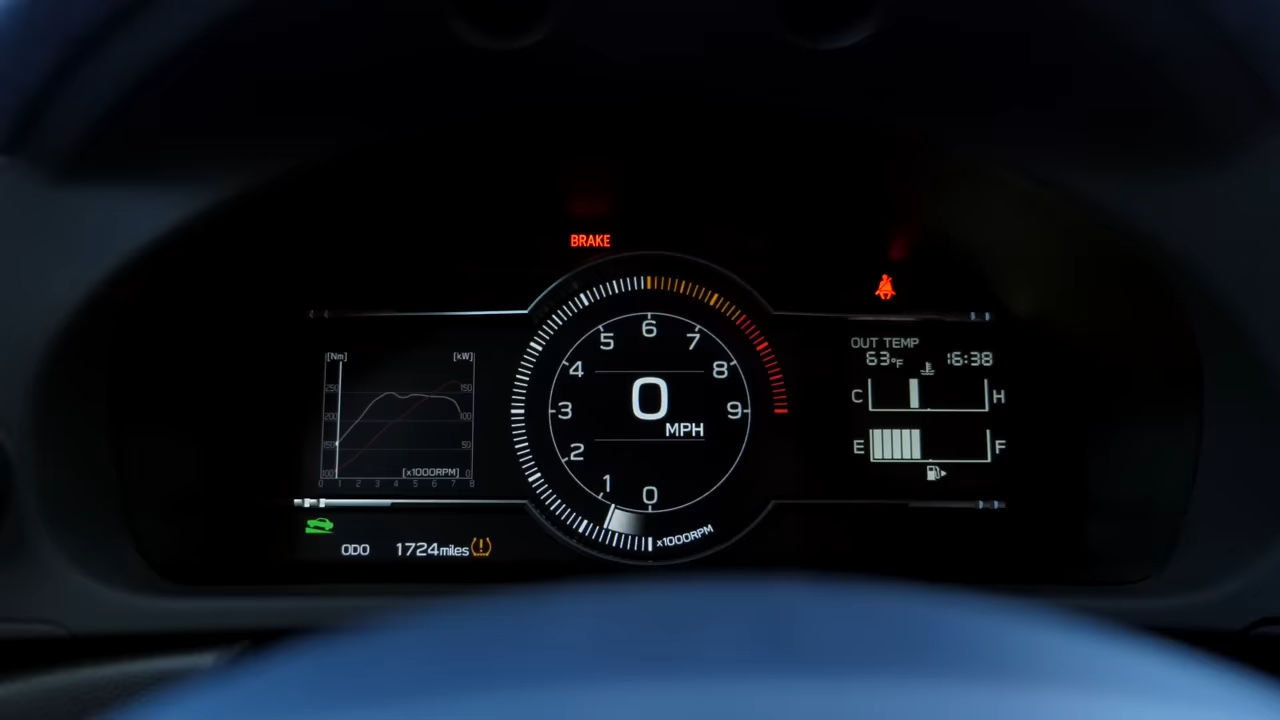 BRAKE
OUT TEMP
63°F 16:38
C H
E F
[Nm] [kW]
250 150
200 100
150 50
100 0
[x1000RPM]
0 1 2 3 4 5 6 7 8
0
1
2
3
4
5
6
7
8
9
0
MPH
x1000RPM
ODO 1724miles